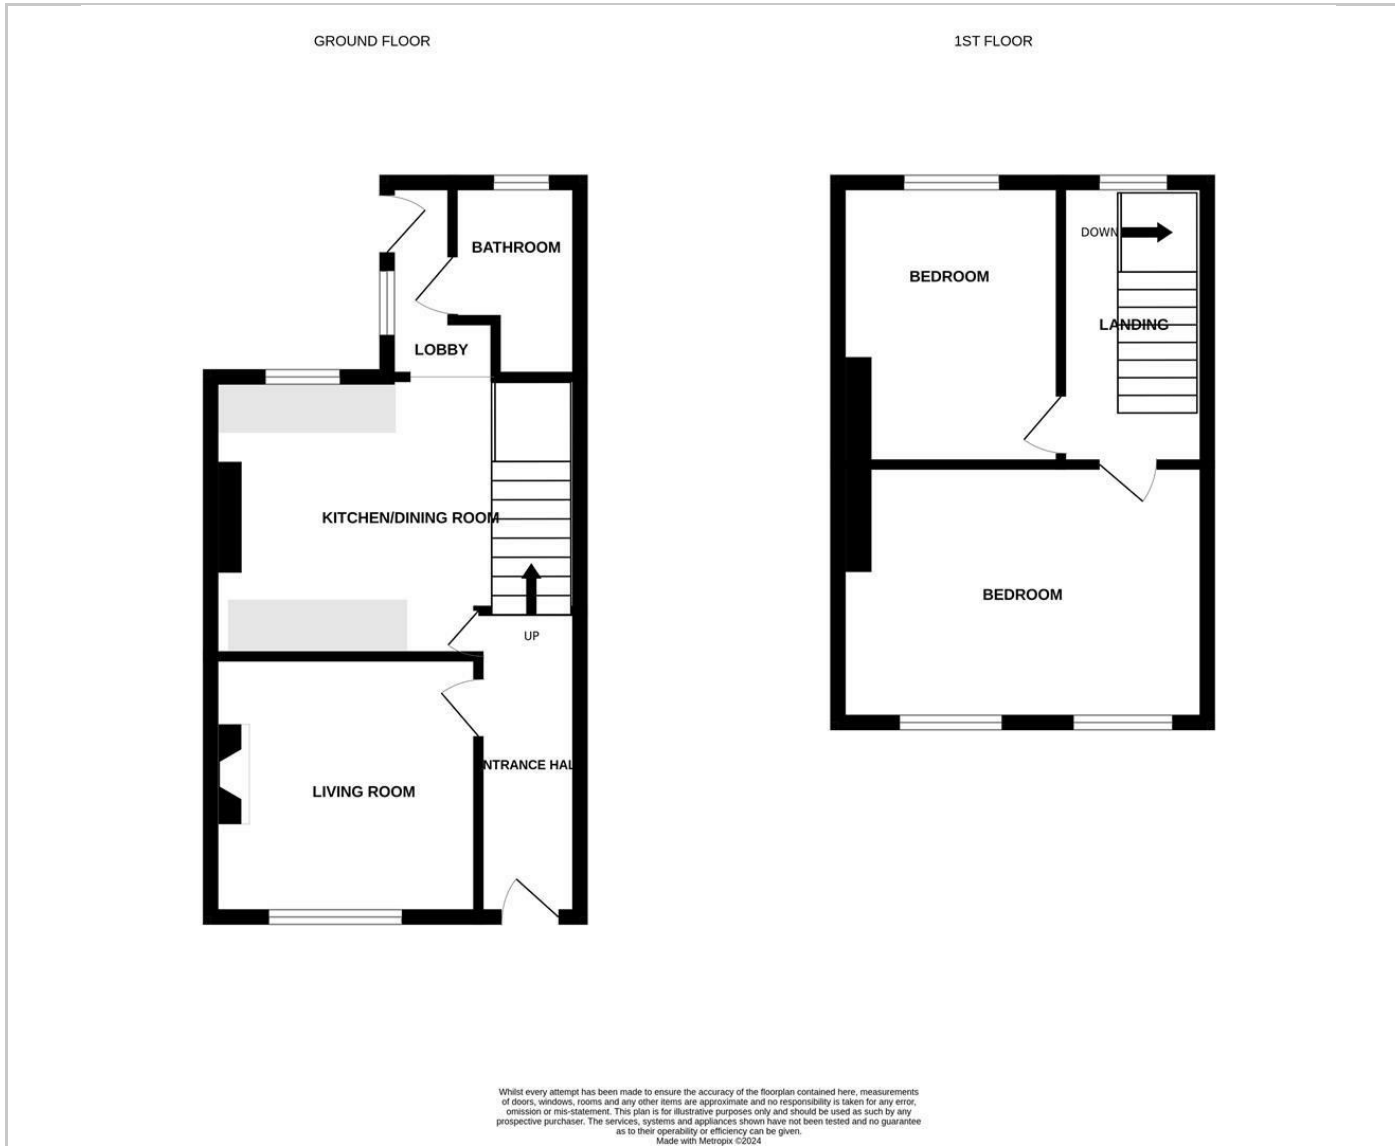 GROUND FLOOR
1ST FLOOR
BATHROOM
LOBBY
KITCHEN/DINING ROOM
UP
LIVING ROOM
NTRANCE HAL
BEDROOM
DOWN
LANDING
BEDROOM
Whilst every attempt has been made to ensure the accuracy of the floorplan contained here, measurements
of doors, windows, rooms and any other items are approximate and no responsibility is taken for any error,
omission or mis-statement. This plan is for illustrative purposes only and should be used as such by any
prospective purchaser. The services, systems and appliances shown have not been tested and no guarantee
as to their operability or efficiency can be given.
Made with Metropix ©2024